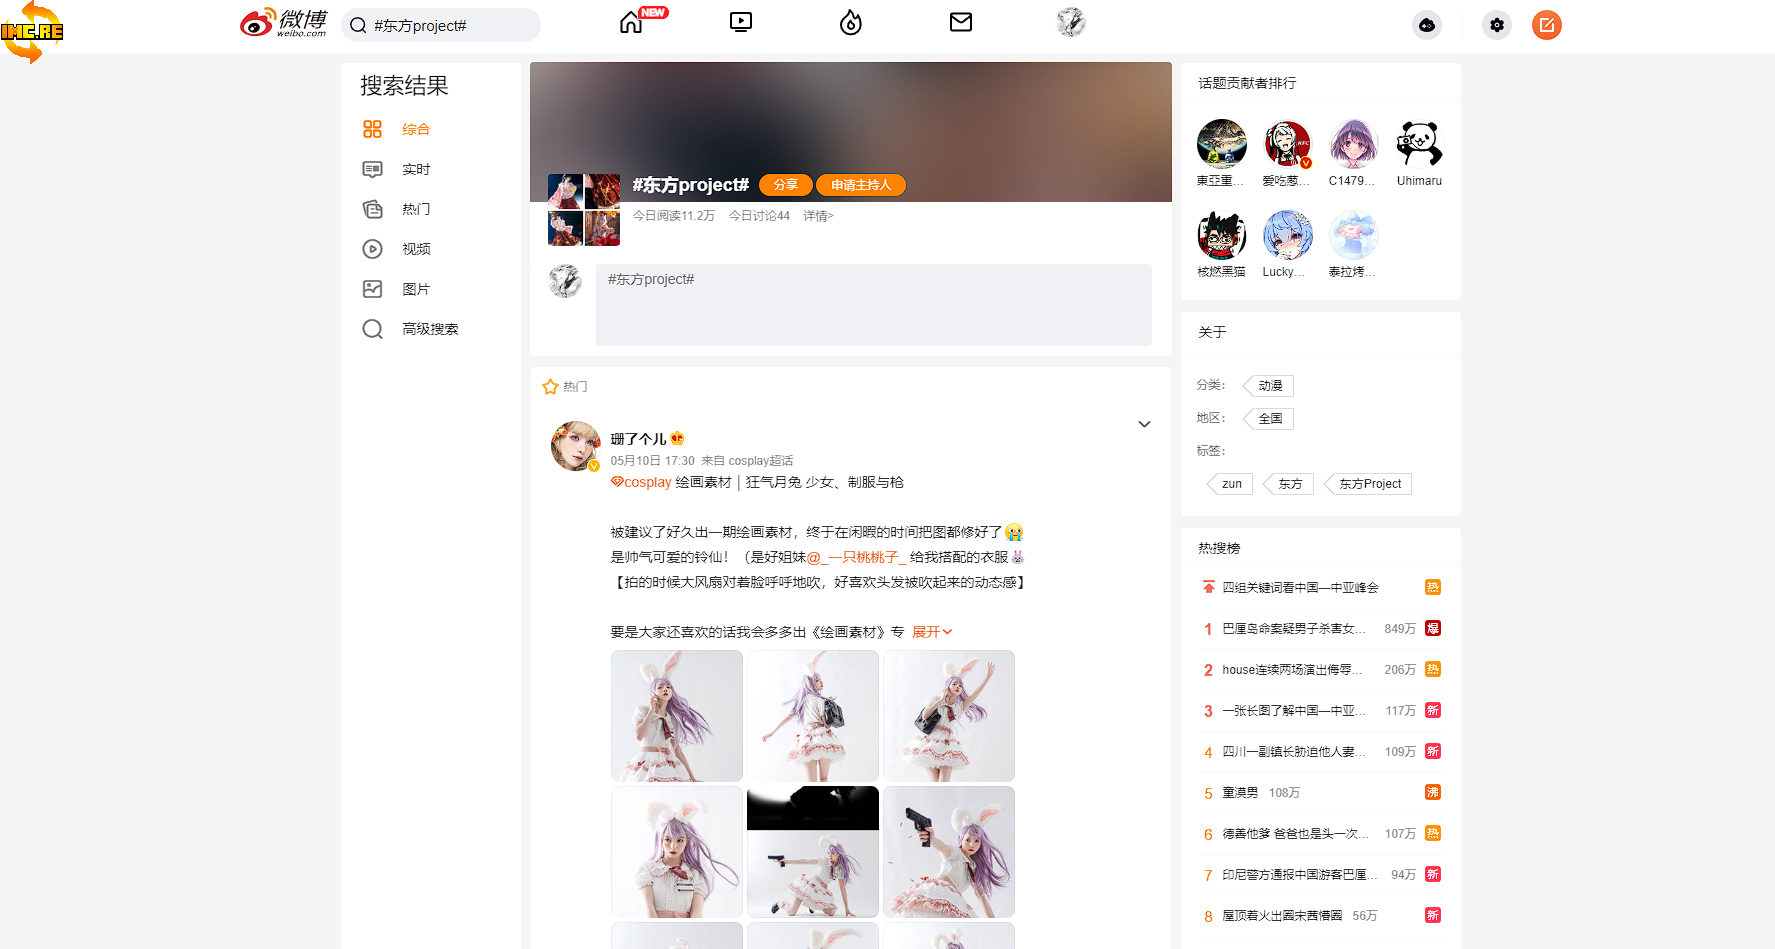 IMC.RE
微博
weibo.com
#东方project#
NEW
搜索结果
综合
实时
热门
视频
图片
高级搜索
#东方project#
分享
申请主持人
今日阅读11.2万 今日讨论44 详情>
#东方project#
热门
珊了个儿
05月10日 17:30 来自 cosplay超话
cosplay 绘画素材｜狂气月兔 少女、制服与枪
被建议了好久出一期绘画素材，终于在闲暇的时间把图都修好了
是帅气可爱的铃仙！（是好姐妹@_一只桃桃子_ 给我搭配的衣服
【拍的时候大风扇对着脸呼呼地吹，好喜欢头发被吹起来的动态感】
要是大家还喜欢的话我会多多出《绘画素材》专 展开
话题贡献者排行
東亞重...
爱吃葱...
C1479...
Uhimaru
核燃黑猫
Lucky...
泰拉烤...
关于
分类：
动漫
地区：
全国
标签：
zun
东方
东方Project
热搜榜
四组关键词看中国—中亚峰会 热
1 巴厘岛命案疑男子杀害女... 849万 爆
2 house连续两场演出侮辱... 206万 热
3 一张长图了解中国—中亚... 117万 新
4 四川一副镇长胁迫他人妻... 109万 新
5 童漠男 108万 沸
6 德善他爹 爸爸也是头一次... 107万 热
7 印尼警方通报中国游客巴厘... 94万 新
8 屋顶着火出圈宋茜懵圈 56万 新